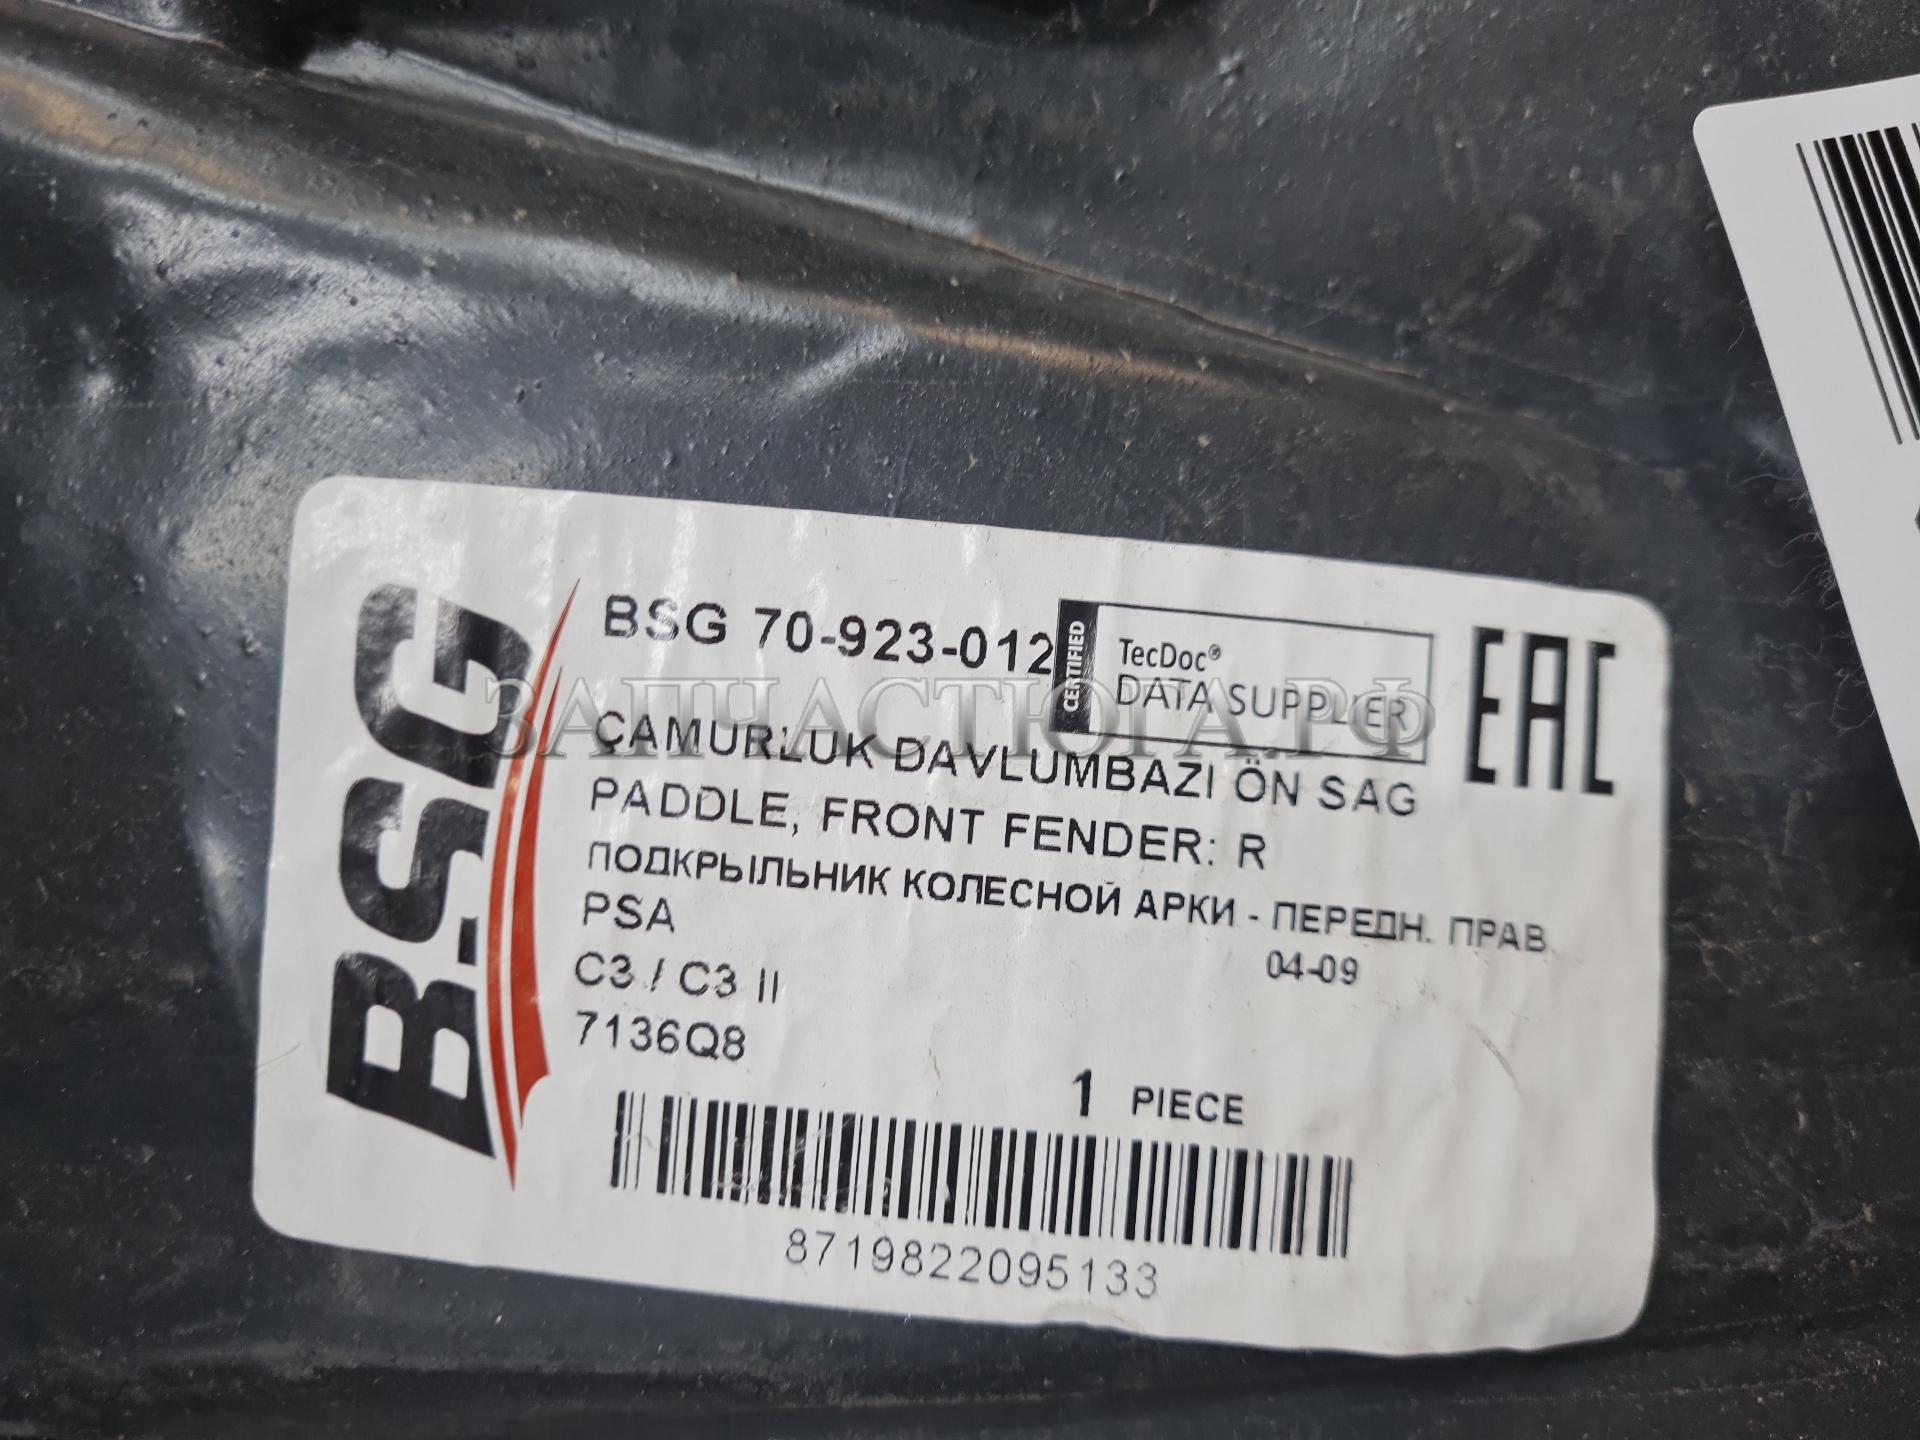 BSG
BSG 70-923-012
CERTIFIED
TecDoc®
DATA SUPPLIER
EAC
ЗАПЧАСТЮГА.РФ
ÇAMURLUK DAVLUMBAZI ÖN SAG
PADDLE, FRONT FENDER: R
ПОДКРЫЛЬНИК КОЛЕСНОЙ АРКИ - ПЕРЕДН. ПРАВ.
PSA
04-09
C3 / C3 II
7136Q8
1 PIECE
8719822095133